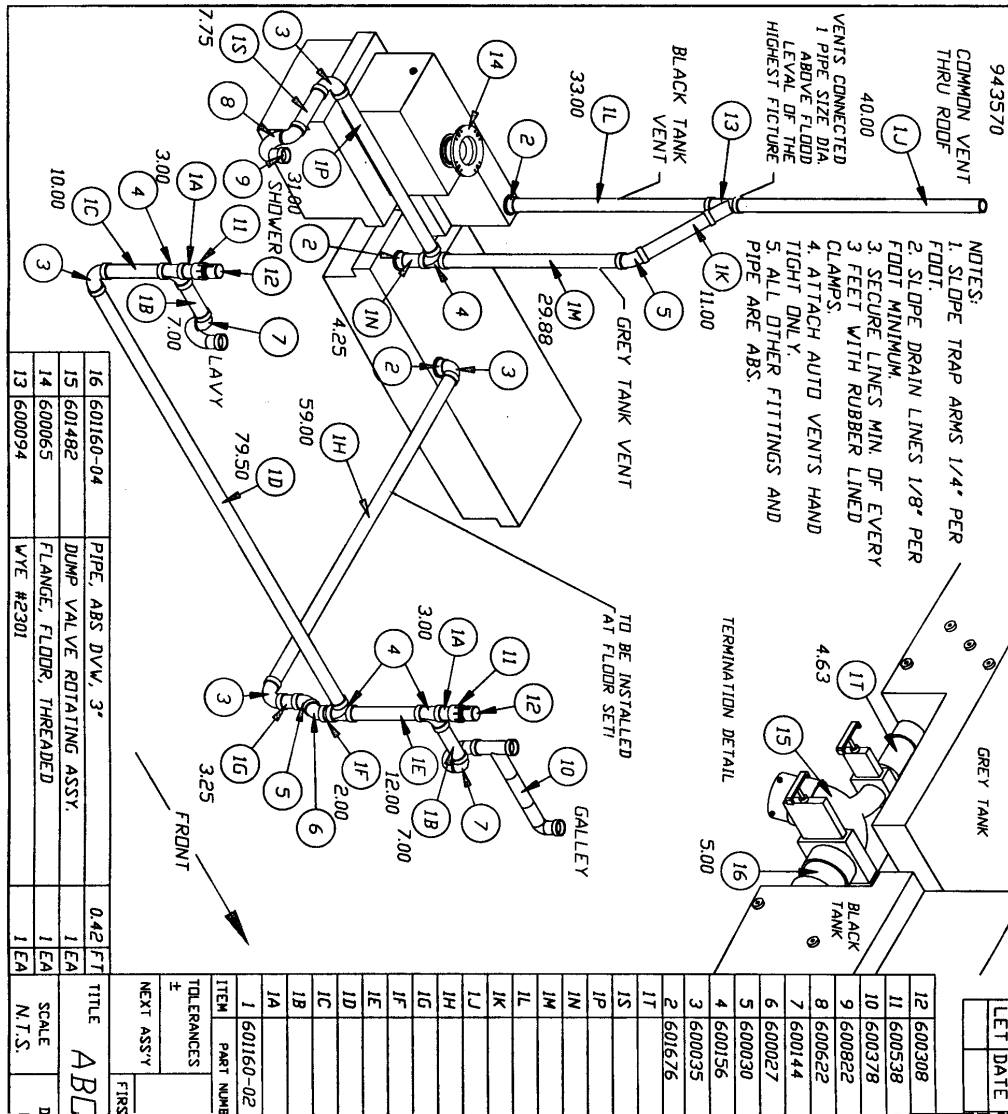 943570
COMMON VENT
THRU ROOF
40.00
1J
VENTS CONNECTED
1 PIPE SIZE DIA.
ABOVE FLOOD
LEVAL OF THE
HIGHEST FICTURE
13
1K
11.00
5
BLACK TANK
VENT
1L
33.00
2
14
GREY TANK VENT
1M
29.88
4
1N
4.25
2
3
1P
31.00
3
1S
7.75
8
9
SHOWER
2
3
1H
59.00
TO BE INSTALLED
AT FLOOR SET!
11
12
1A
3.00
4
1C
10.00
3
1B
7.00
7
LAVY
1D
79.50
12
11
1A
3.00
4
1E
12.00
1B
7.00
7
10
GALLEY
1F
2.00
6
5
1G
3.25
3
FRONT
NOTES:
1. SLOPE TRAP ARMS 1/4" PER
FOOT.
2. SLOPE DRAIN LINES 1/8" PER
FOOT MINIMUM.
3. SECURE LINES MIN. OF EVERY
3 FEET WITH RUBBER LINED
CLAMPS.
4. ATTACH AUTO VENTS HAND
TIGHT ONLY.
5. ALL OTHER FITTINGS AND
PIPE ARE ABS.
TERMINATION DETAIL
GREY TANK
1T
4.63
15
16
5.00
BLACK
TANK
16 601160-04 PIPE, ABS DVW, 3" 0.42 FT
15 601482 DUMP VALVE ROTATING ASSY. 1 EA
14 600065 FLANGE, FLOOR, THREADED 1 EA
13 600094 WYE #2301 1 EA
LET DATE
12 600308
11 600538
10 600378
9 600822
8 600622
7 600144
6 600027
5 600030
4 600156
3 600035
2 601676
1T
1S
1P
1N
1M
1L
1K
1J
1H
1G
1F
1E
1D
1C
1B
1A
1 601160-02
ITEM PART NUMB
TOLERANCES
±
NEXT ASS'Y
FIRS
TITLE
SCALE
N.T.S.